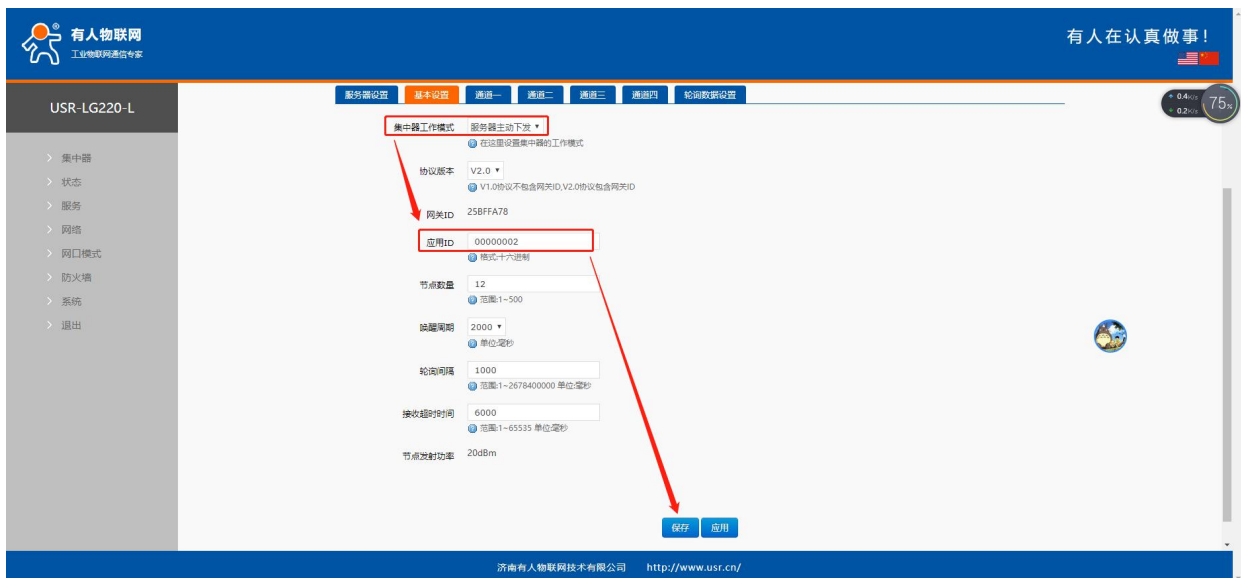 有人物联网
工业物联网通信专家
有人在认真做事！
USR-LG220-L
集中器
状态
服务
网络
网口模式
防火墙
系统
退出
服务器设置 基本设置 通道一 通道二 通道三 通道四 轮询数据设置
集中器工作模式 服务器主动下发
在这里设置集中器的工作模式
协议版本 V2.0
V1.0协议不包含网关ID,V2.0协议包含网关ID
网关ID 25BFFA78
应用ID 00000002
格式:十六进制
节点数量 12
范围:1~500
唤醒周期 2000
单位:毫秒
轮询间隔 1000
范围:1~2678400000 单位:毫秒
接收超时时间 6000
范围:1~65535 单位:毫秒
节点发射功率 20dBm
保存 应用
0.4K/s
0.2K/s
75%
济南有人物联网技术有限公司 http://www.usr.cn/